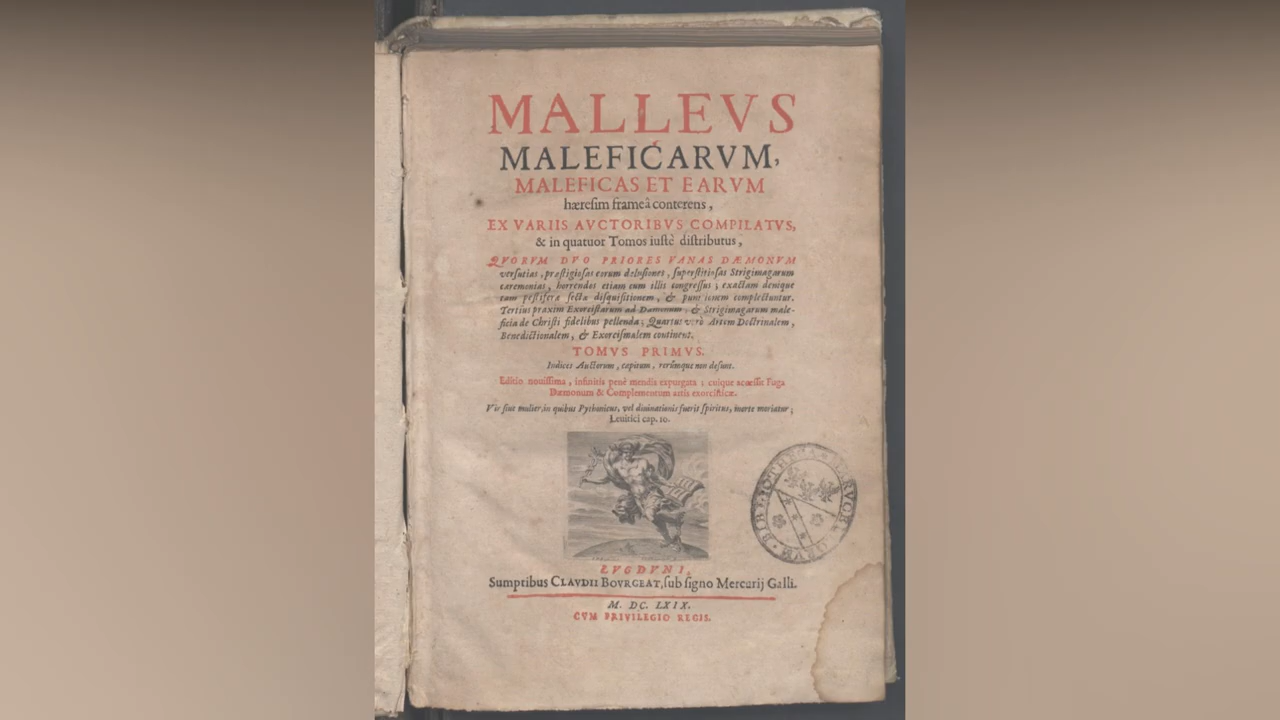 MALLEVS
MALEFICARVM,
MALEFICAS ET EARVM
hæresim frameâ conterens,
EX VARIIS AVCTORIBVS COMPILATVS,
& in quatuor Tomos iustè distributus,
QVORVM DVO PRIORES VANAS DÆMONVM
versutias, præstigiosas eorum delusiones, superstitiosas Strigimagarum
cæremonias, horrendos etiam cum illis congressus; exactam denique
tam pestiferæ sectæ disquisitionem, & punitionem complectuntur.
Tertius praxim Exorcistarum ad Dæmonum, & Strigimagarum male-
ficia de Christi fidelibus pellenda; Quartus verò Artem Doctrinalem,
Benedictionalem, & Exorcismalem continent.
TOMVS PRIMVS.
Indices Auctorum, capitum, rerúmque non desunt.
Editio nouissima, infinitis penè mendis expurgata; cuique accessit Fuga
Dæmonum & Complementum artis exorcisticæ.
Vir siue mulier, in quibus Pythonicus, vel diuinationis fuerit spiritus, morte moriatur;
Leuitici cap. 10.
LVGDVNI,
Sumptibus CLAVDII BOVRGEAT, sub signo Mercurij Galli.
M. DC. LXIX.
CVM PRIVILEGIO REGIS.